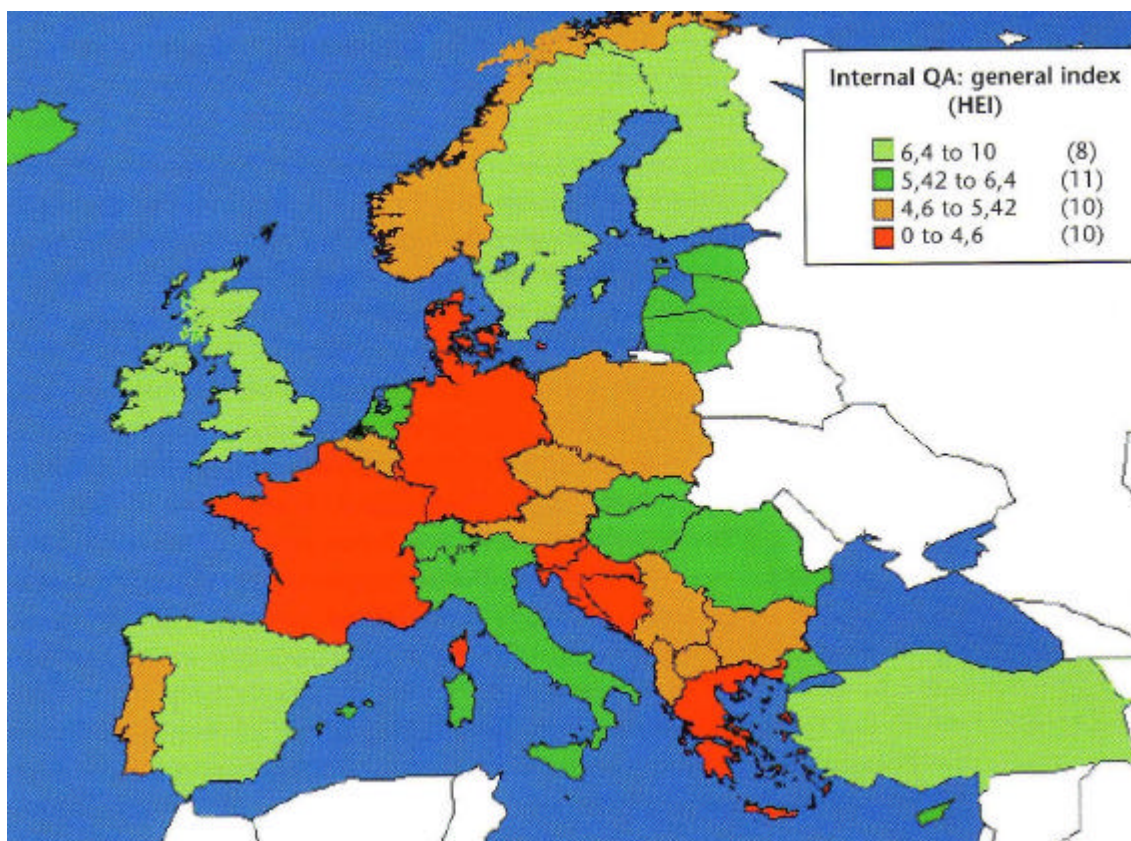 Internal QA: general index
(HEI)
6,4 to 10 (8)
5,42 to 6,4 (11)
4,6 to 5,42 (10)
0 to 4,6 (10)